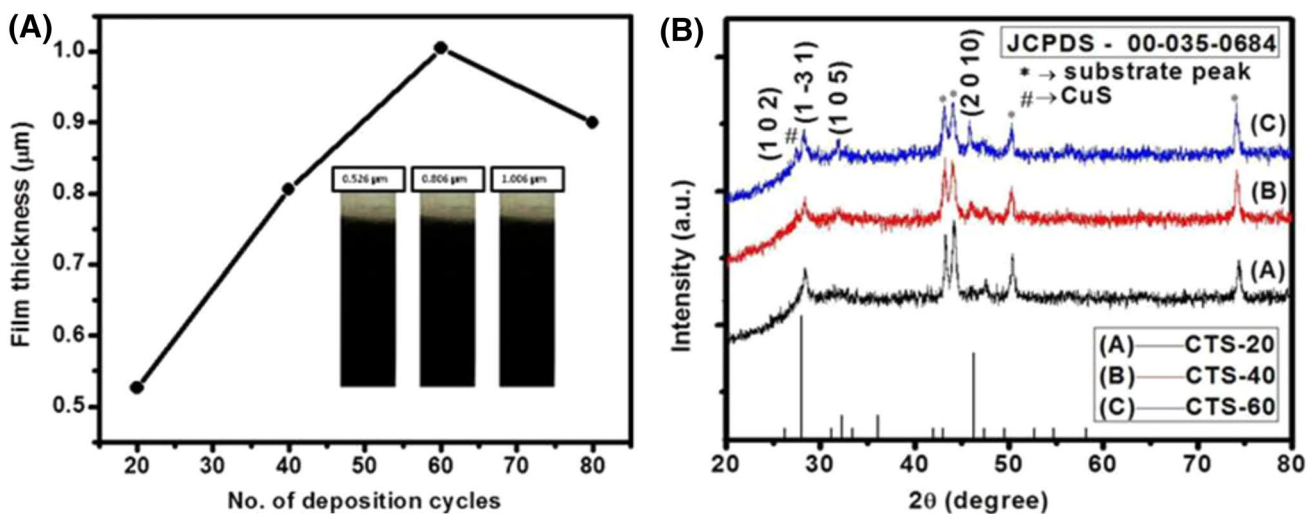 (A)
1.0
0.9
0.8
0.7
0.6
0.5
Film thickness (µm)
0.526 µm 0.806 µm 1.006 µm
20 30 40 50 60 70 80
No. of deposition cycles
(B)
JCPDS - 00-035-0684
* → substrate peak
# → CuS
(1 0 2)
#
(1 -3 1)
(1 0 5)
*
*
(2 0 10)
*
*
(C)
(B)
(A)
(A)——CTS-20
(B)——CTS-40
(C)——CTS-60
Intensity (a.u.)
20 30 40 50 60 70 80
2θ (degree)